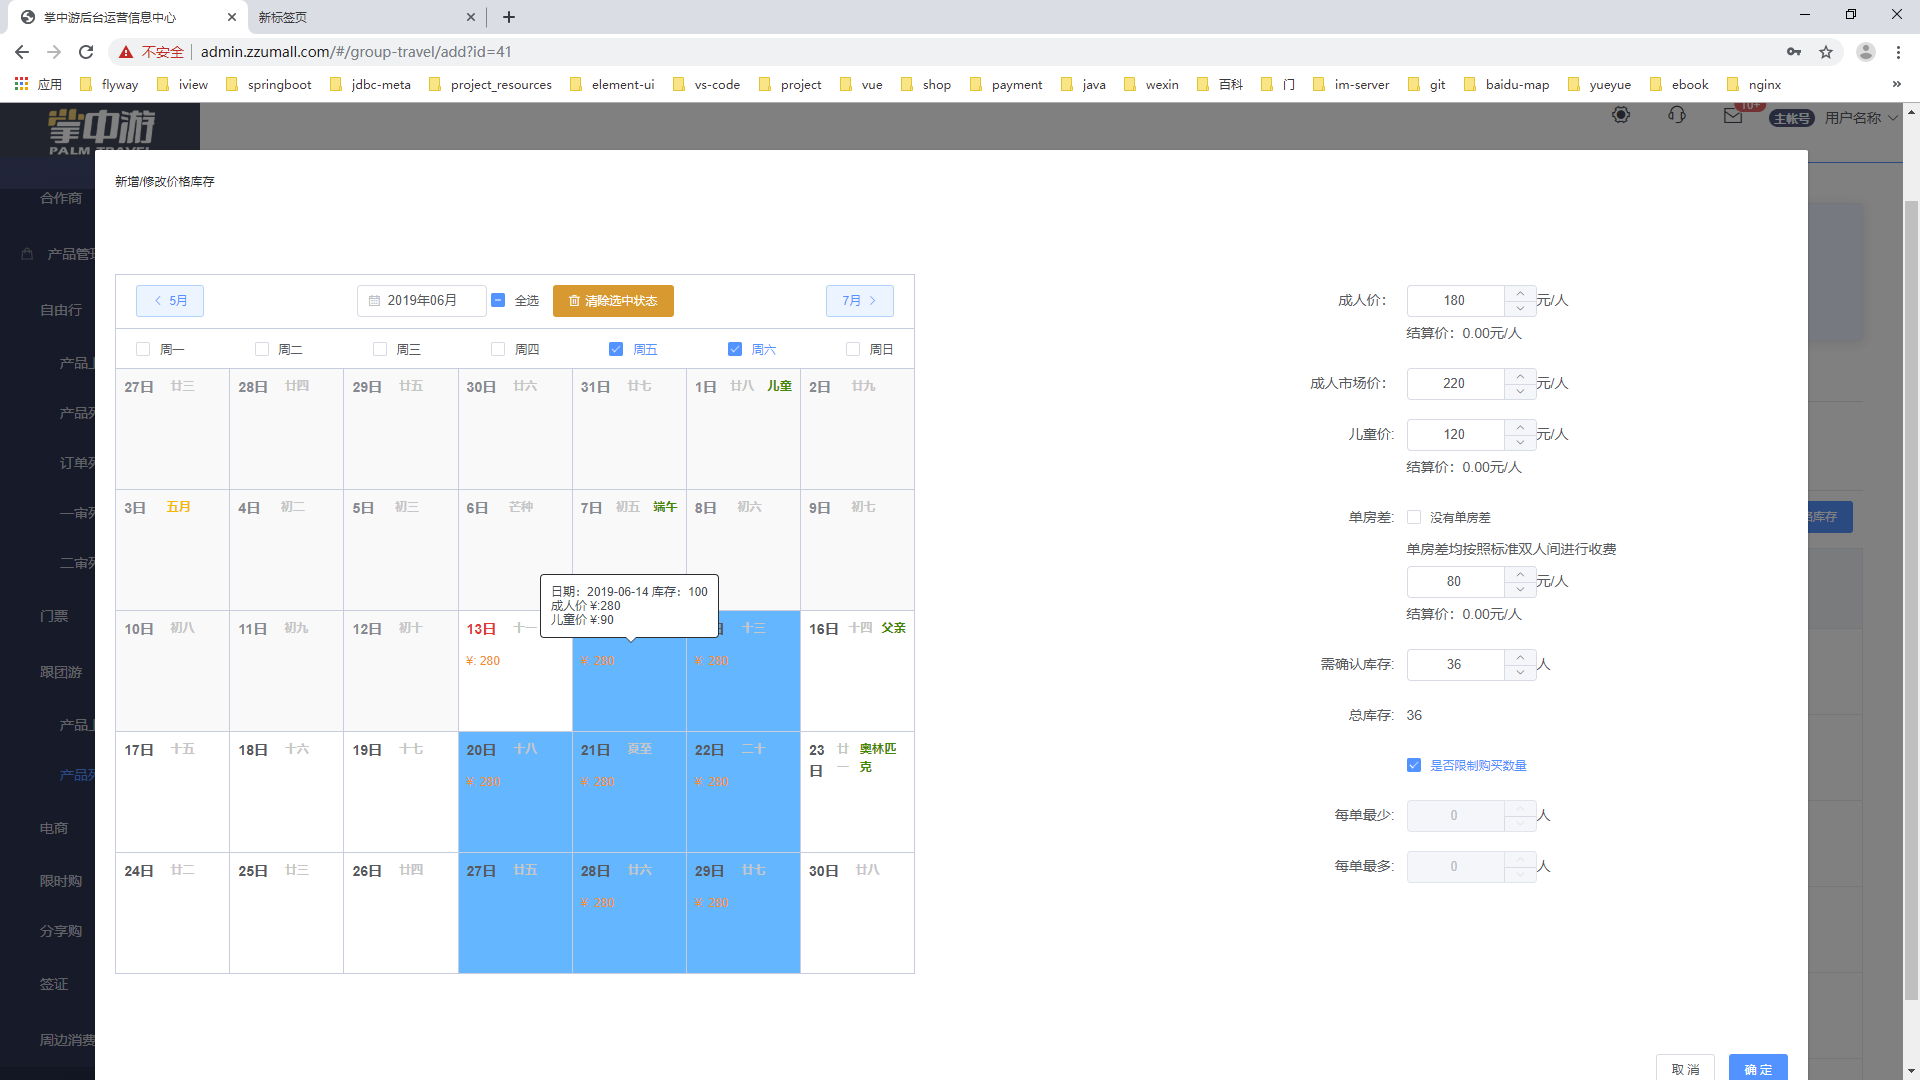 掌中游后台运营信息中心
新标签页
不安全 admin.zzumall.com/#/group-travel/add?id=41
应用 flyway iview springboot jdbc-meta project_resources element-ui vs-code project vue shop payment java wexin 百科 门 im-server git baidu-map yueyue ebook nginx »
掌中游
PALM TRAVEL
10+
主帐号 用户名称
合作商
产品管理
自由行
产品上
产品列
订单列
一审列
二审列
门票
跟团游
产品上
产品列
电商
限时购
分享购
签证
周边消费
新增/修改价格库存
5月 2019年06月 全选 清除选中状态 7月
周一 周二 周三 周四 周五 周六 周日
27日 廿三 28日 廿四 29日 廿五 30日 廿六 31日 廿七 1日 廿八 儿童 2日 廿九
3日 五月 4日 初二 5日 初三 6日 芒种 7日 初五 端午 8日 初六 9日 初七
日期：2019-06-14 库存：100
成人价 ¥:280
儿童价 ¥:90
10日 初八 11日 初九 12日 初十 13日 十一 十三 16日 十四 父亲
¥: 280 ¥: 280 ¥: 280
17日 十五 18日 十六 19日 十七 20日 十八 21日 夏至 22日 二十 23日 廿一 奥林匹克
¥: 280 ¥: 280 ¥: 280
24日 廿二 25日 廿三 26日 廿四 27日 廿五 28日 廿六 29日 廿七 30日 廿八
¥: 280 ¥: 280
成人价： 180 元/人
结算价：0.00元/人
成人市场价： 220 元/人
儿童价: 120 元/人
结算价：0.00元/人
单房差: 没有单房差
单房差均按照标准双人间进行收费
80 元/人
结算价：0.00元/人
需确认库存: 36 人
总库存: 36
是否限制购买数量
每单最少: 0 人
每单最多: 0 人
格库存
取 消 确 定